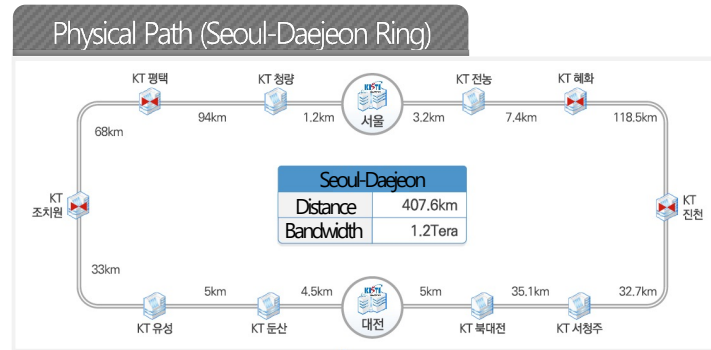 Physical Path (Seoul-Daejeon Ring)
KT 평택
KT 청량
KT 전농
KT 혜화
KISTI
서울
68km
94km
1.2km
3.2km
7.4km
118.5km
Seoul-Daejeon
Distance 407.6km
Bandwidth 1.2Tera
KT
조치원
KT
진천
33km
5km
4.5km
5km
35.1km
32.7km
KISTI
대전
KT 유성
KT 둔산
KT 북대전
KT 서청주